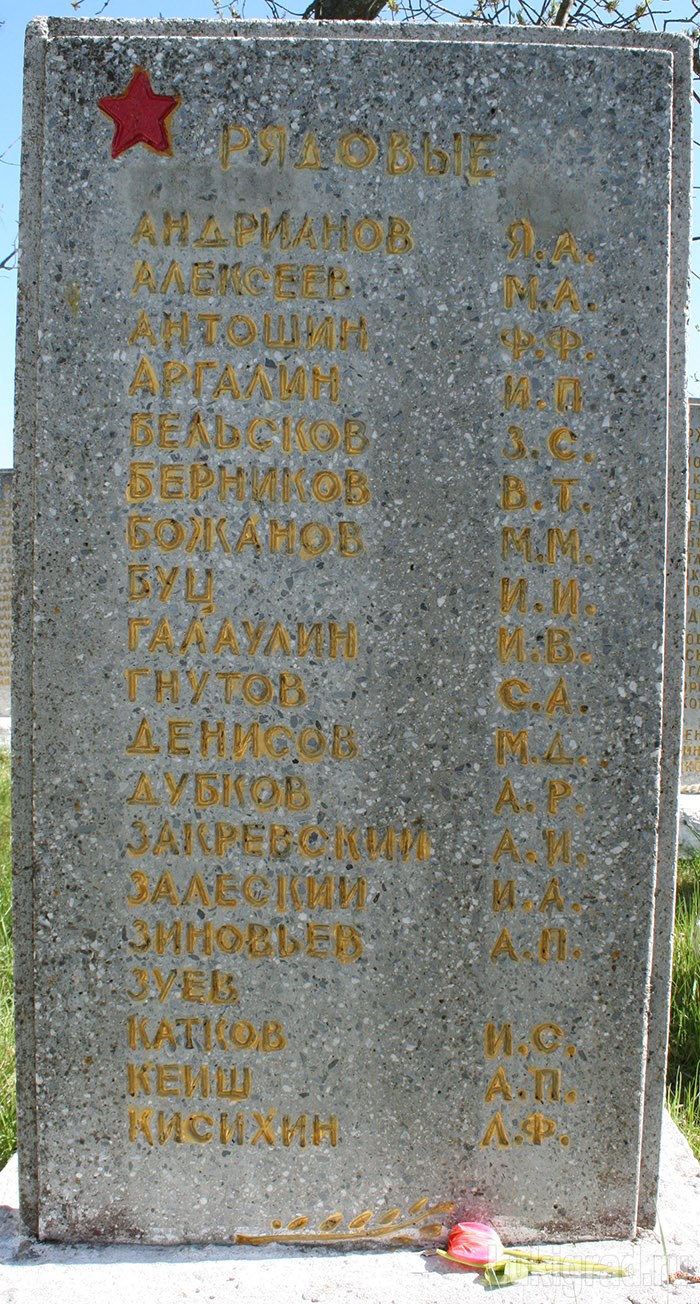 РЯДОВЫЕ
АНДРИАНОВ Я.А.
АЛЕКСЕЕВ М.А.
АНТОШИН Ф.Ф.
АРГАЛИН И.П
БЕЛЬСКОВ З.С.
БЕРНИКОВ В.Т.
БОЖАНОВ М.М.
БУЦ И.И.
ГАЛАУЛИН И.В.
ГНУТОВ С.А.
ДЕНИСОВ М.Д.
ДУБКОВ А.Р.
ЗАКРЕВСКИЙ А.И.
ЗАЛЕСКИЙ И.А.
ЗИНОВЬЕВ А.П.
ЗУЕВ
КАТКОВ И.С.
КЕИШ А.П.
КИСИХИН Л.Ф.